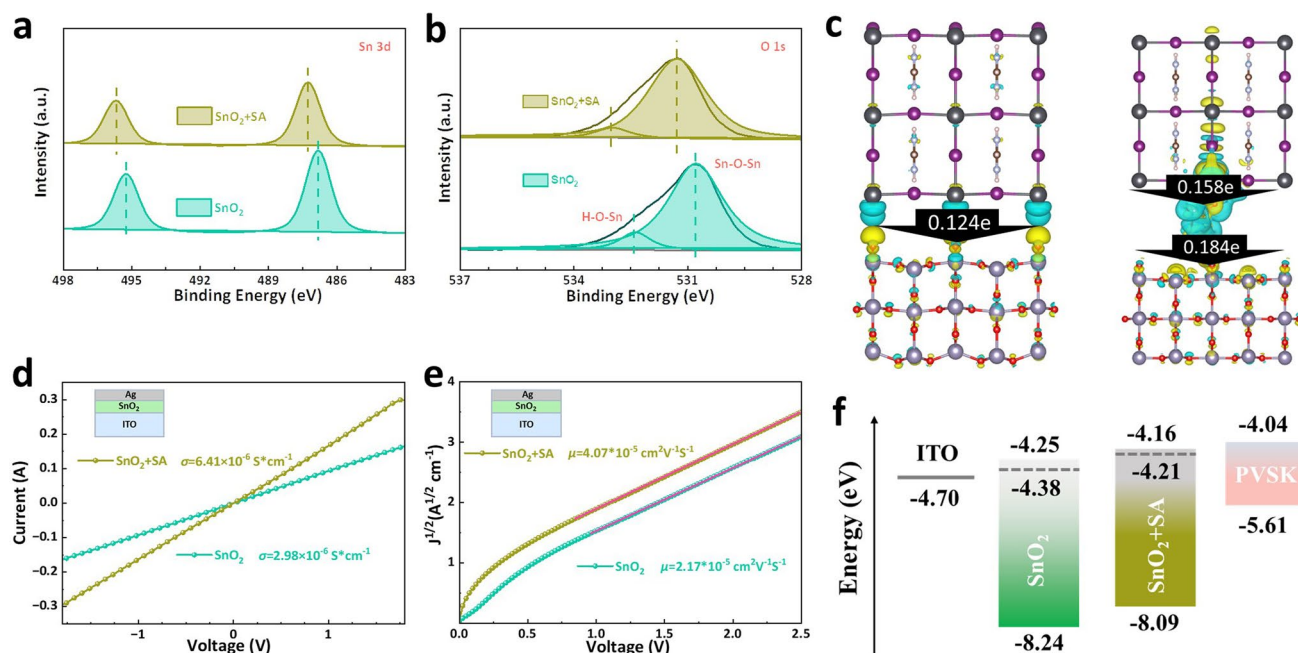 a
Sn 3d
SnO2+SA
SnO2
Intensity (a.u.)
498 495 492 489 486 483
Binding Energy (eV)
b
O 1s
SnO2+SA
Sn-O-Sn
SnO2
H-O-Sn
Intensity (a.u.)
537 534 531 528
Binding Energy (eV)
c
0.124e
0.158e
0.184e
d
Ag
SnO2
ITO
SnO2+SA σ=6.41×10-6 S*cm-1
SnO2 σ=2.98×10-6 S*cm-1
Current (A)
0.3
0.2
0.1
0.0
-0.1
-0.2
-0.3
-1 0 1
Voltage (V)
e
Ag
SnO2
ITO
SnO2+SA μ=4.07*10-5 cm2V-1S-1
SnO2 μ=2.17*10-5 cm2V-1S-1
J1/2(A1/2 cm-1)
4
3
2
1
0.0 0.5 1.0 1.5 2.0 2.5
Voltage (V)
f
Energy (eV)
ITO
-4.70
-4.25
-4.38
SnO2
-8.24
-4.16
-4.21
SnO2+SA
-8.09
-4.04
PVSK
-5.61